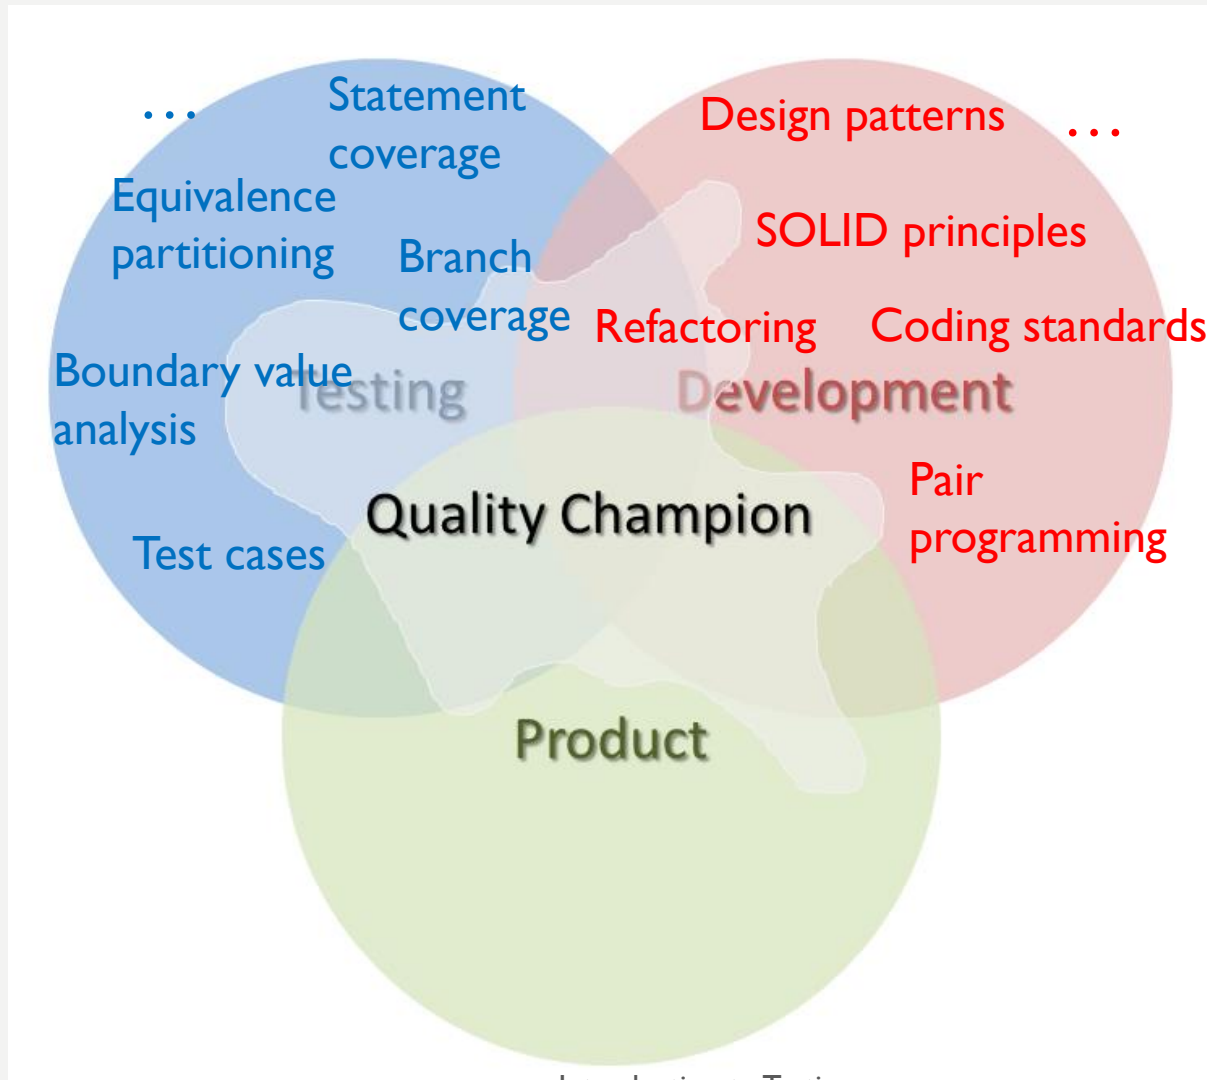 ...
Statement
coverage
Equivalence
partitioning
Branch
coverage
Boundary value
analysis
Testing
Test cases
Design patterns
...
SOLID principles
Refactoring
Coding standards
Development
Pair
programming
Quality Champion
Product